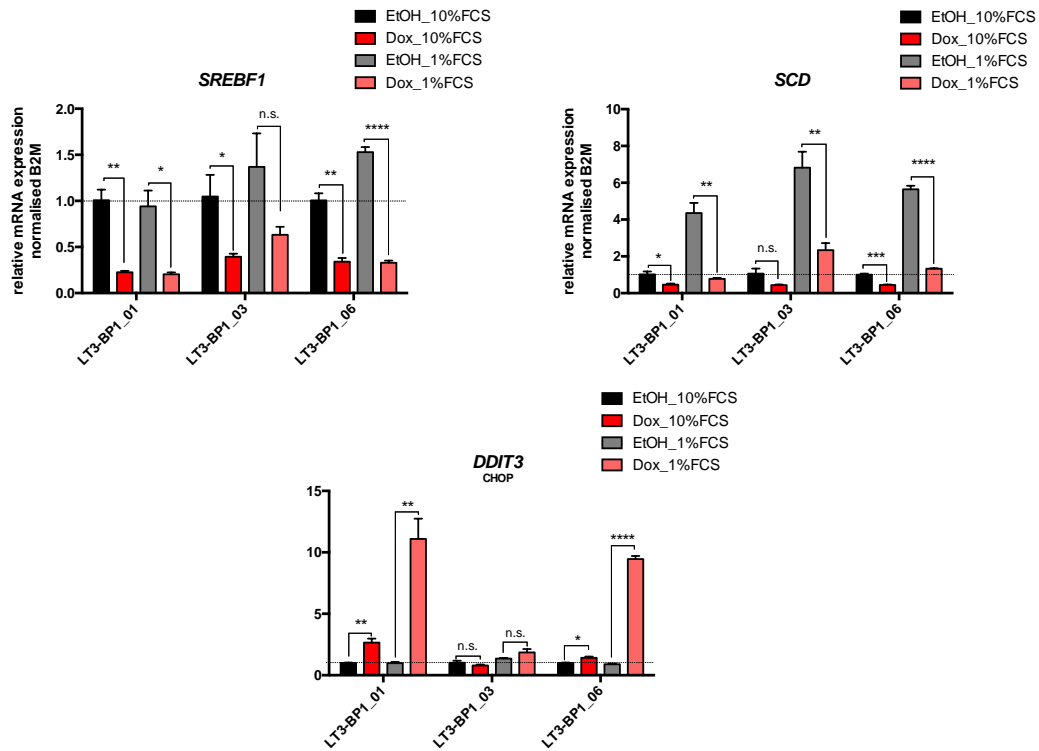 EtOH_10%FCS
Dox_10%FCS
EtOH_1%FCS
Dox_1%FCS
SREBF1
relative mRNA expression
normalised B2M
2.0
1.5
1.0
0.5
0.0
**
*
*
n.s.
**
****
LT3-BP1_01
LT3-BP1_03
LT3-BP1_06
EtOH_10%FCS
Dox_10%FCS
EtOH_1%FCS
Dox_1%FCS
SCD
relative mRNA expression
normalised B2M
10
8
6
4
2
0
*
**
n.s.
**
***
****
LT3-BP1_01
LT3-BP1_03
LT3-BP1_06
EtOH_10%FCS
Dox_10%FCS
EtOH_1%FCS
Dox_1%FCS
DDIT3
CHOP
15
10
5
0
**
**
n.s.
n.s.
*
****
LT3-BP1_01
LT3-BP1_03
LT3-BP1_06